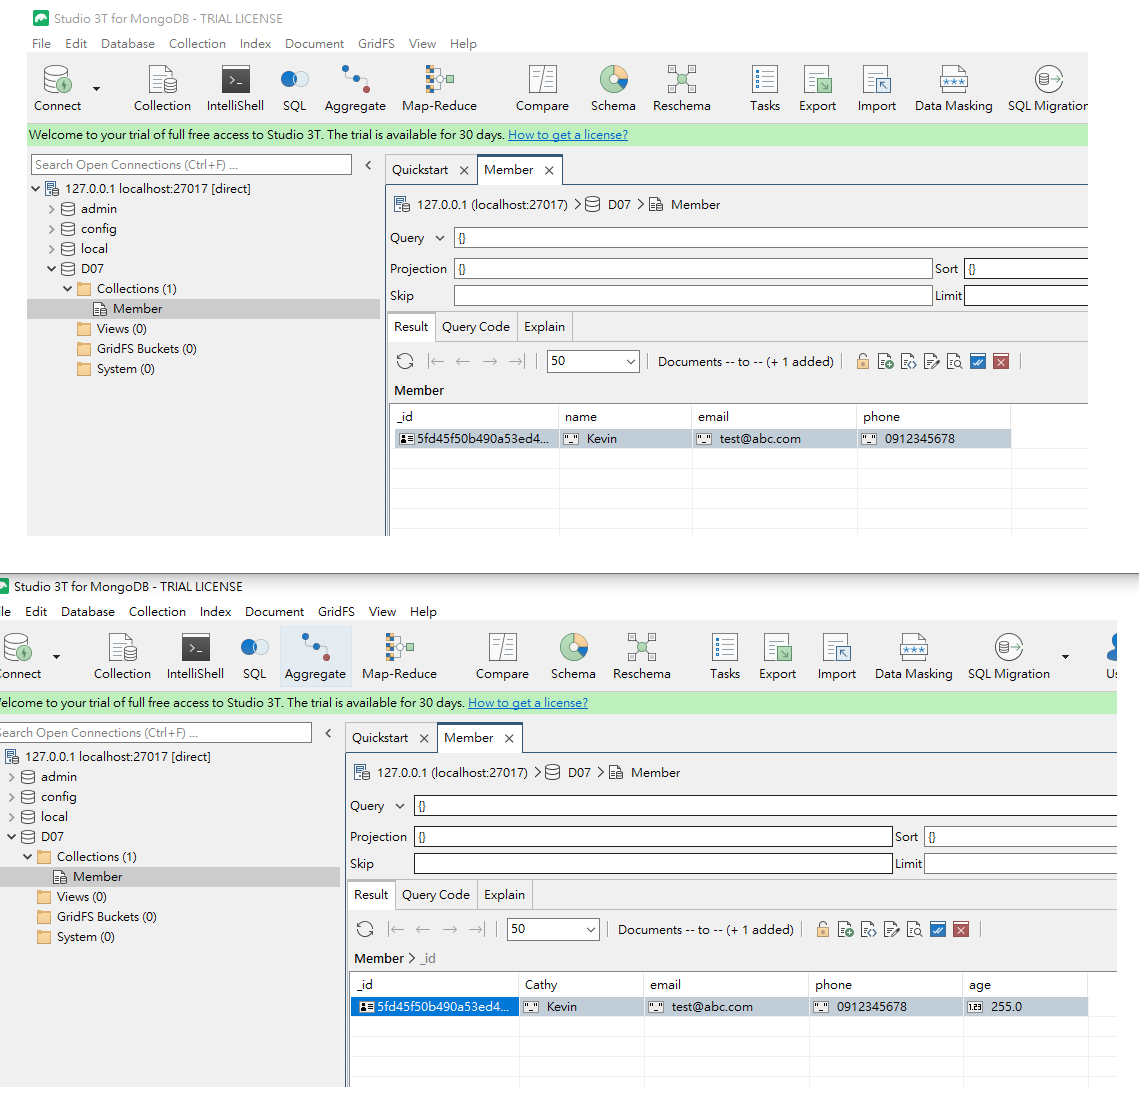 Studio 3T for MongoDB - TRIAL LICENSE
File Edit Database Collection Index Document GridFS View Help
Connect Collection IntelliShell SQL Aggregate Map-Reduce Compare Schema Reschema Tasks Export Import Data Masking SQL Migration
Welcome to your trial of full free access to Studio 3T. The trial is available for 30 days. How to get a license?
Search Open Connections (Ctrl+F) ...
127.0.0.1 localhost:27017 [direct]
admin
config
local
D07
Collections (1)
Member
Views (0)
GridFS Buckets (0)
System (0)
Quickstart Member
127.0.0.1 (localhost:27017) D07 Member
Query {}
Projection {} Sort {}
Skip Limit
Result Query Code Explain
50 Documents -- to -- (+ 1 added)
Member
_id name email phone
5fd45f50b490a53ed4... Kevin test@abc.com 0912345678
Studio 3T for MongoDB - TRIAL LICENSE
le Edit Database Collection Index Document GridFS View Help
onnect Collection IntelliShell SQL Aggregate Map-Reduce Compare Schema Reschema Tasks Export Import Data Masking SQL Migration Us
elcome to your trial of full free access to Studio 3T. The trial is available for 30 days. How to get a license?
earch Open Connections (Ctrl+F) ...
127.0.0.1 localhost:27017 [direct]
admin
config
local
D07
Collections (1)
Member
Views (0)
GridFS Buckets (0)
System (0)
Quickstart Member
127.0.0.1 (localhost:27017) D07 Member
Query {}
Projection {} Sort {}
Skip Limit
Result Query Code Explain
50 Documents -- to -- (+ 1 added)
Member > _id
_id Cathy email phone age
5fd45f50b490a53ed4... Kevin test@abc.com 0912345678 1.23 255.0